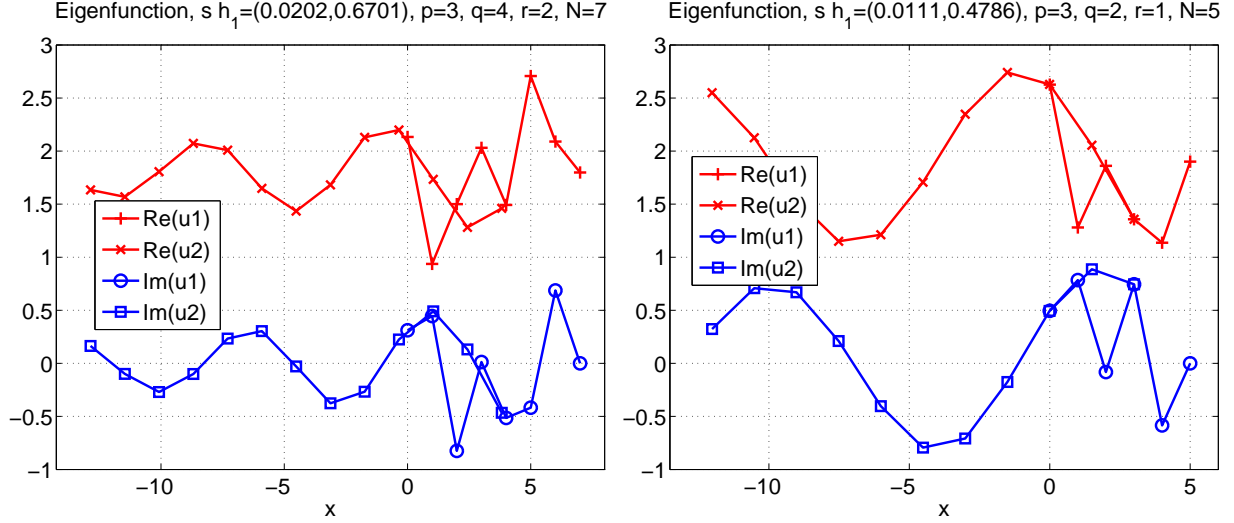 Eigenfunction, s h1=(0.0202,0.6701), p=3, q=4, r=2, N=7
3
2.5
2
1.5
1
0.5
0
−0.5
−1
−10
−5
0
5
x
Re(u1)
Re(u2)
Im(u1)
Im(u2)
Eigenfunction, s h1=(0.0111,0.4786), p=3, q=2, r=1, N=5
3
2.5
2
1.5
1
0.5
0
−0.5
−1
−10
−5
0
5
x
Re(u1)
Re(u2)
Im(u1)
Im(u2)